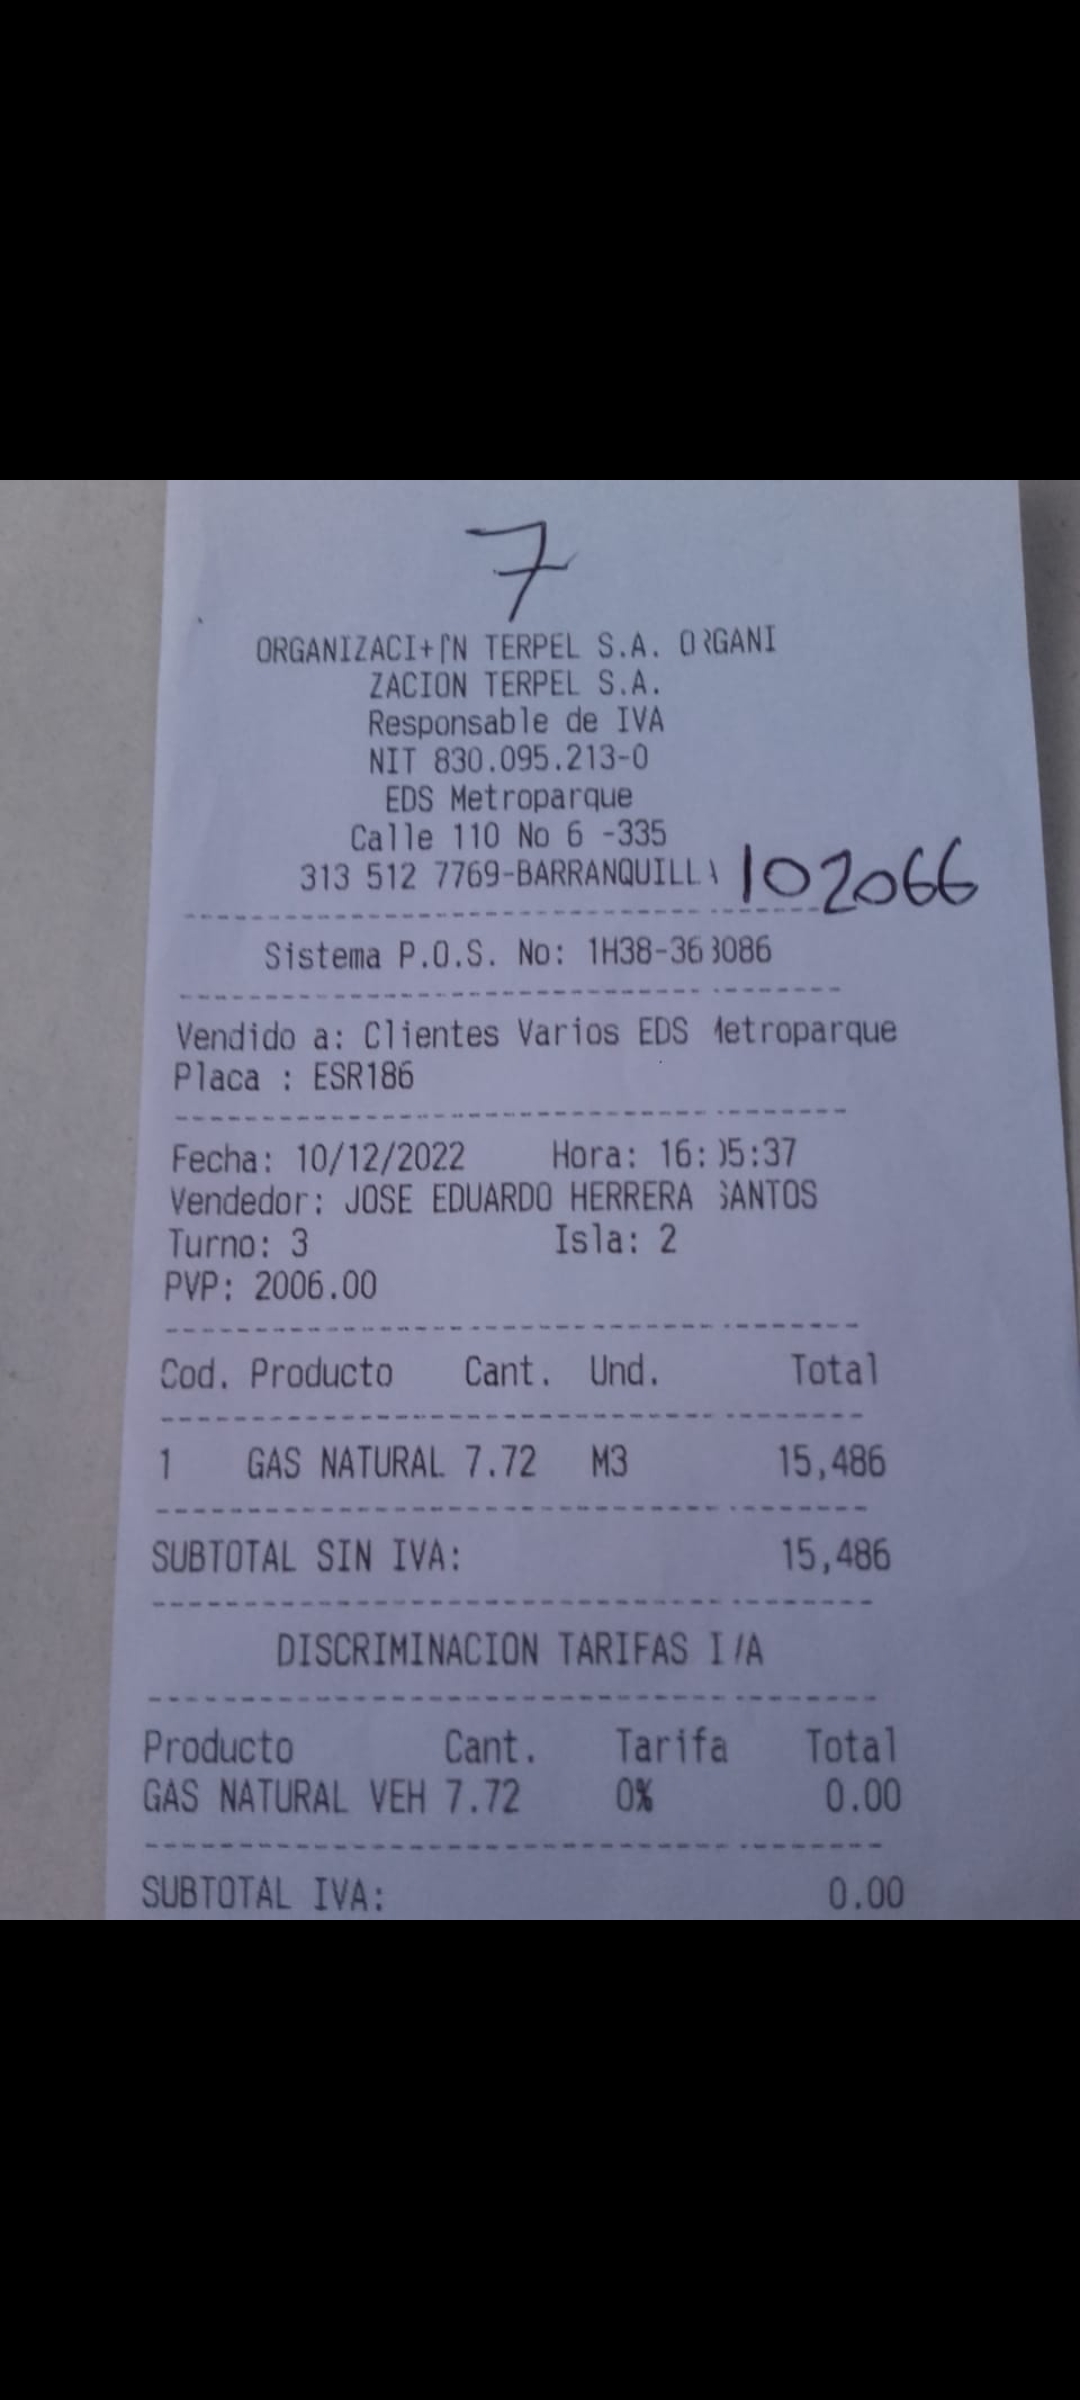 7
ORGANIZACI+ΓN TERPEL S.A. ORGANI
ZACION TERPEL S.A.
Responsable de IVA
NIT 830.095.213-0
EDS Metroparque
Calle 110 No 6 -335
313 512 7769-BARRANQUILLA 102066
Sistema P.O.S. No: 1H38-363086
Vendido a: Clientes Varios EDS Metroparque
Placa : ESR186
Fecha: 10/12/2022 Hora: 16:05:37
Vendedor: JOSE EDUARDO HERRERA SANTOS
Turno: 3 Isla: 2
PVP: 2006.00
Cod. Producto Cant. Und. Total
1 GAS NATURAL 7.72 M3 15,486
SUBTOTAL SIN IVA: 15,486
DISCRIMINACION TARIFAS IVA
Producto Cant. Tarifa Total
GAS NATURAL VEH 7.72 0% 0.00
SUBTOTAL IVA: 0.00